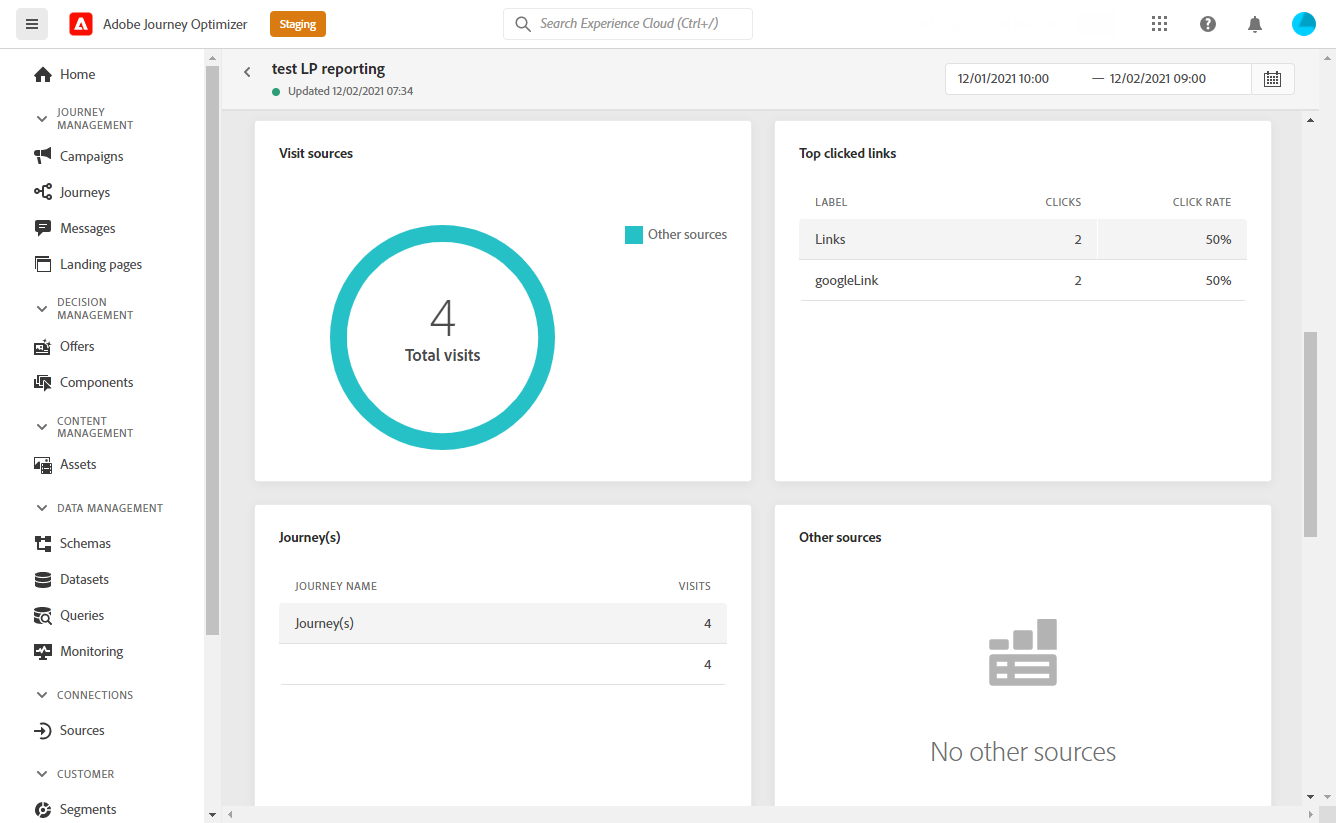 Adobe Journey Optimizer
Staging
Search Experience Cloud (Ctrl+/)
Home
JOURNEY
MANAGEMENT
Campaigns
Journeys
Messages
Landing pages
DECISION
MANAGEMENT
Offers
Components
CONTENT
MANAGEMENT
Assets
DATA MANAGEMENT
Schemas
Datasets
Queries
Monitoring
CONNECTIONS
Sources
CUSTOMER
Segments
test LP reporting
Updated 12/02/2021 07:34
12/01/2021 10:00 — 12/02/2021 09:00
Visit sources
4
Total visits
Other sources
Top clicked links
LABEL CLICKS CLICK RATE
Links 2 50%
googleLink 2 50%
Journey(s)
JOURNEY NAME VISITS
Journey(s) 4
4
Other sources
No other sources